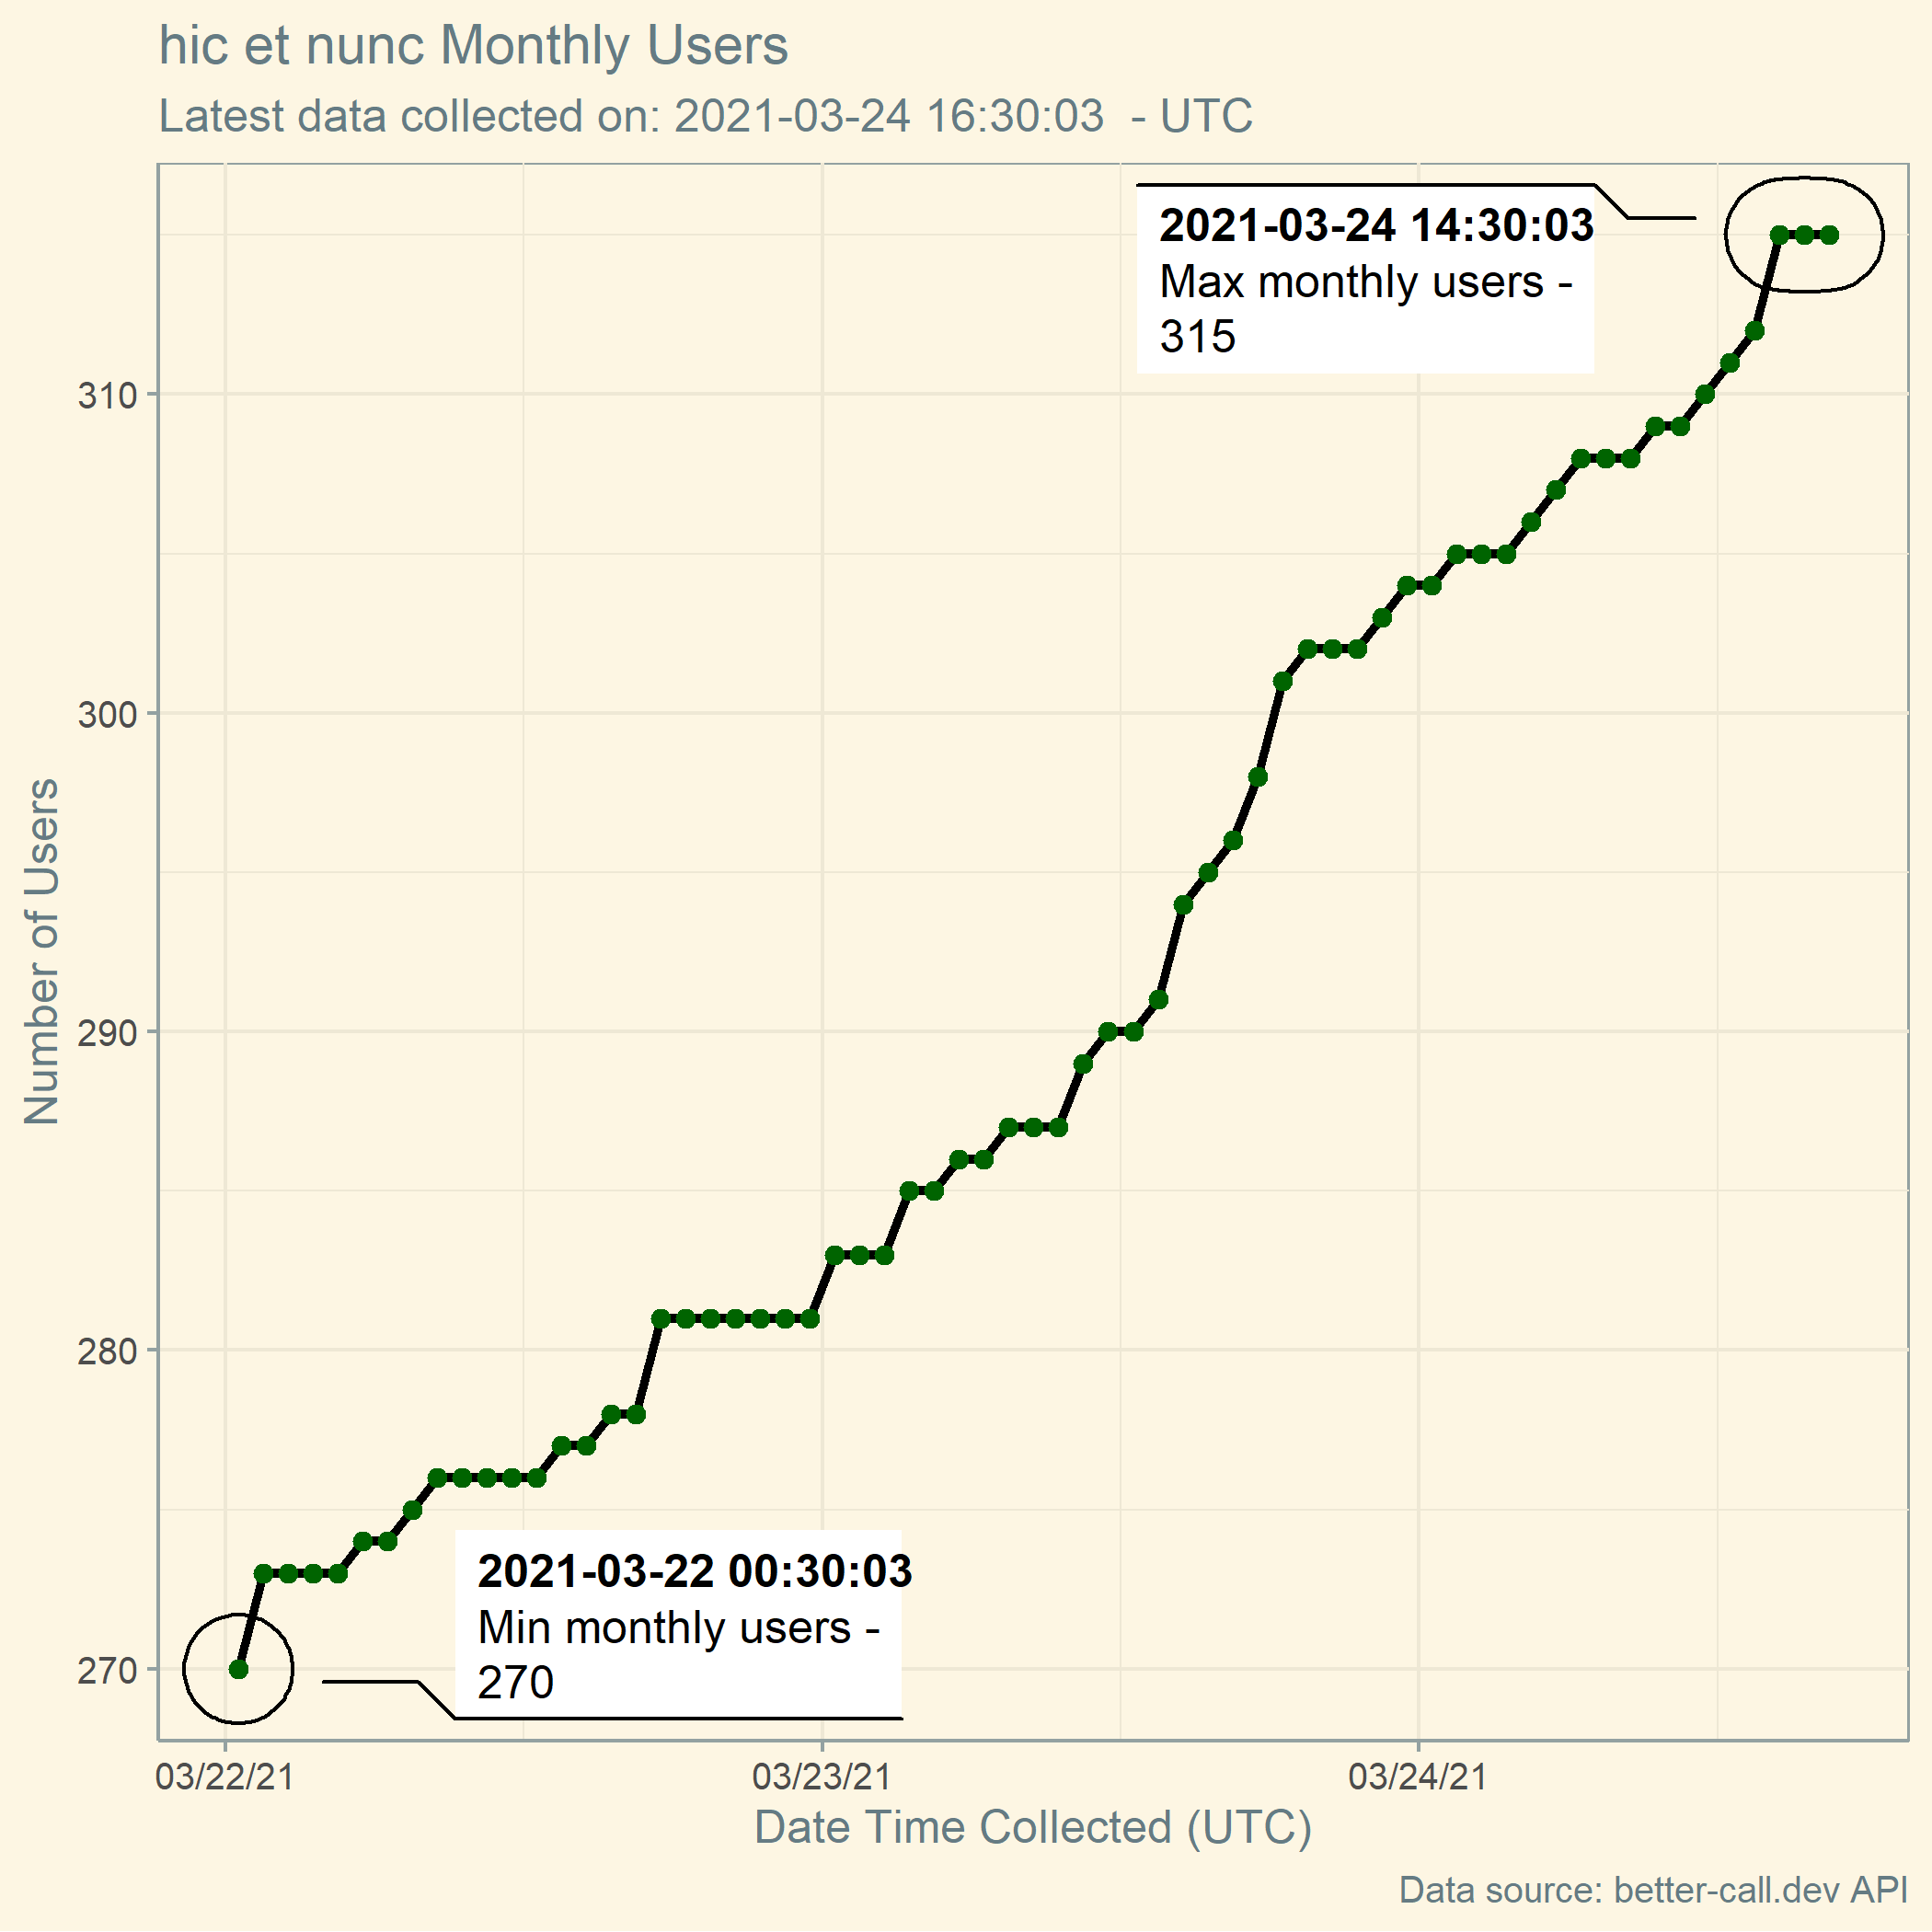 hic et nunc Monthly Users
Latest data collected on: 2021-03-24 16:30:03  - UTC
2021-03-24 14:30:03
Max monthly users -
315
310
300
290
280
270
Number of Users
2021-03-22 00:30:03
Min monthly users -
270
03/22/21
03/23/21
03/24/21
Date Time Collected (UTC)
Data source: better-call.dev API